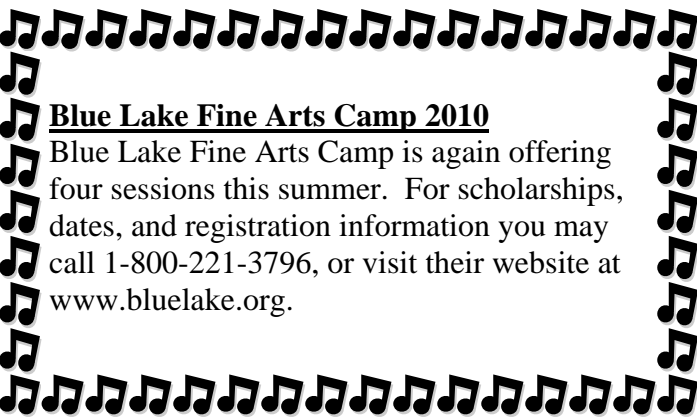 Blue Lake Fine Arts Camp 2010
Blue Lake Fine Arts Camp is again offering
four sessions this summer.  For scholarships,
dates, and registration information you may
call 1-800-221-3796, or visit their website at
www.bluelake.org.